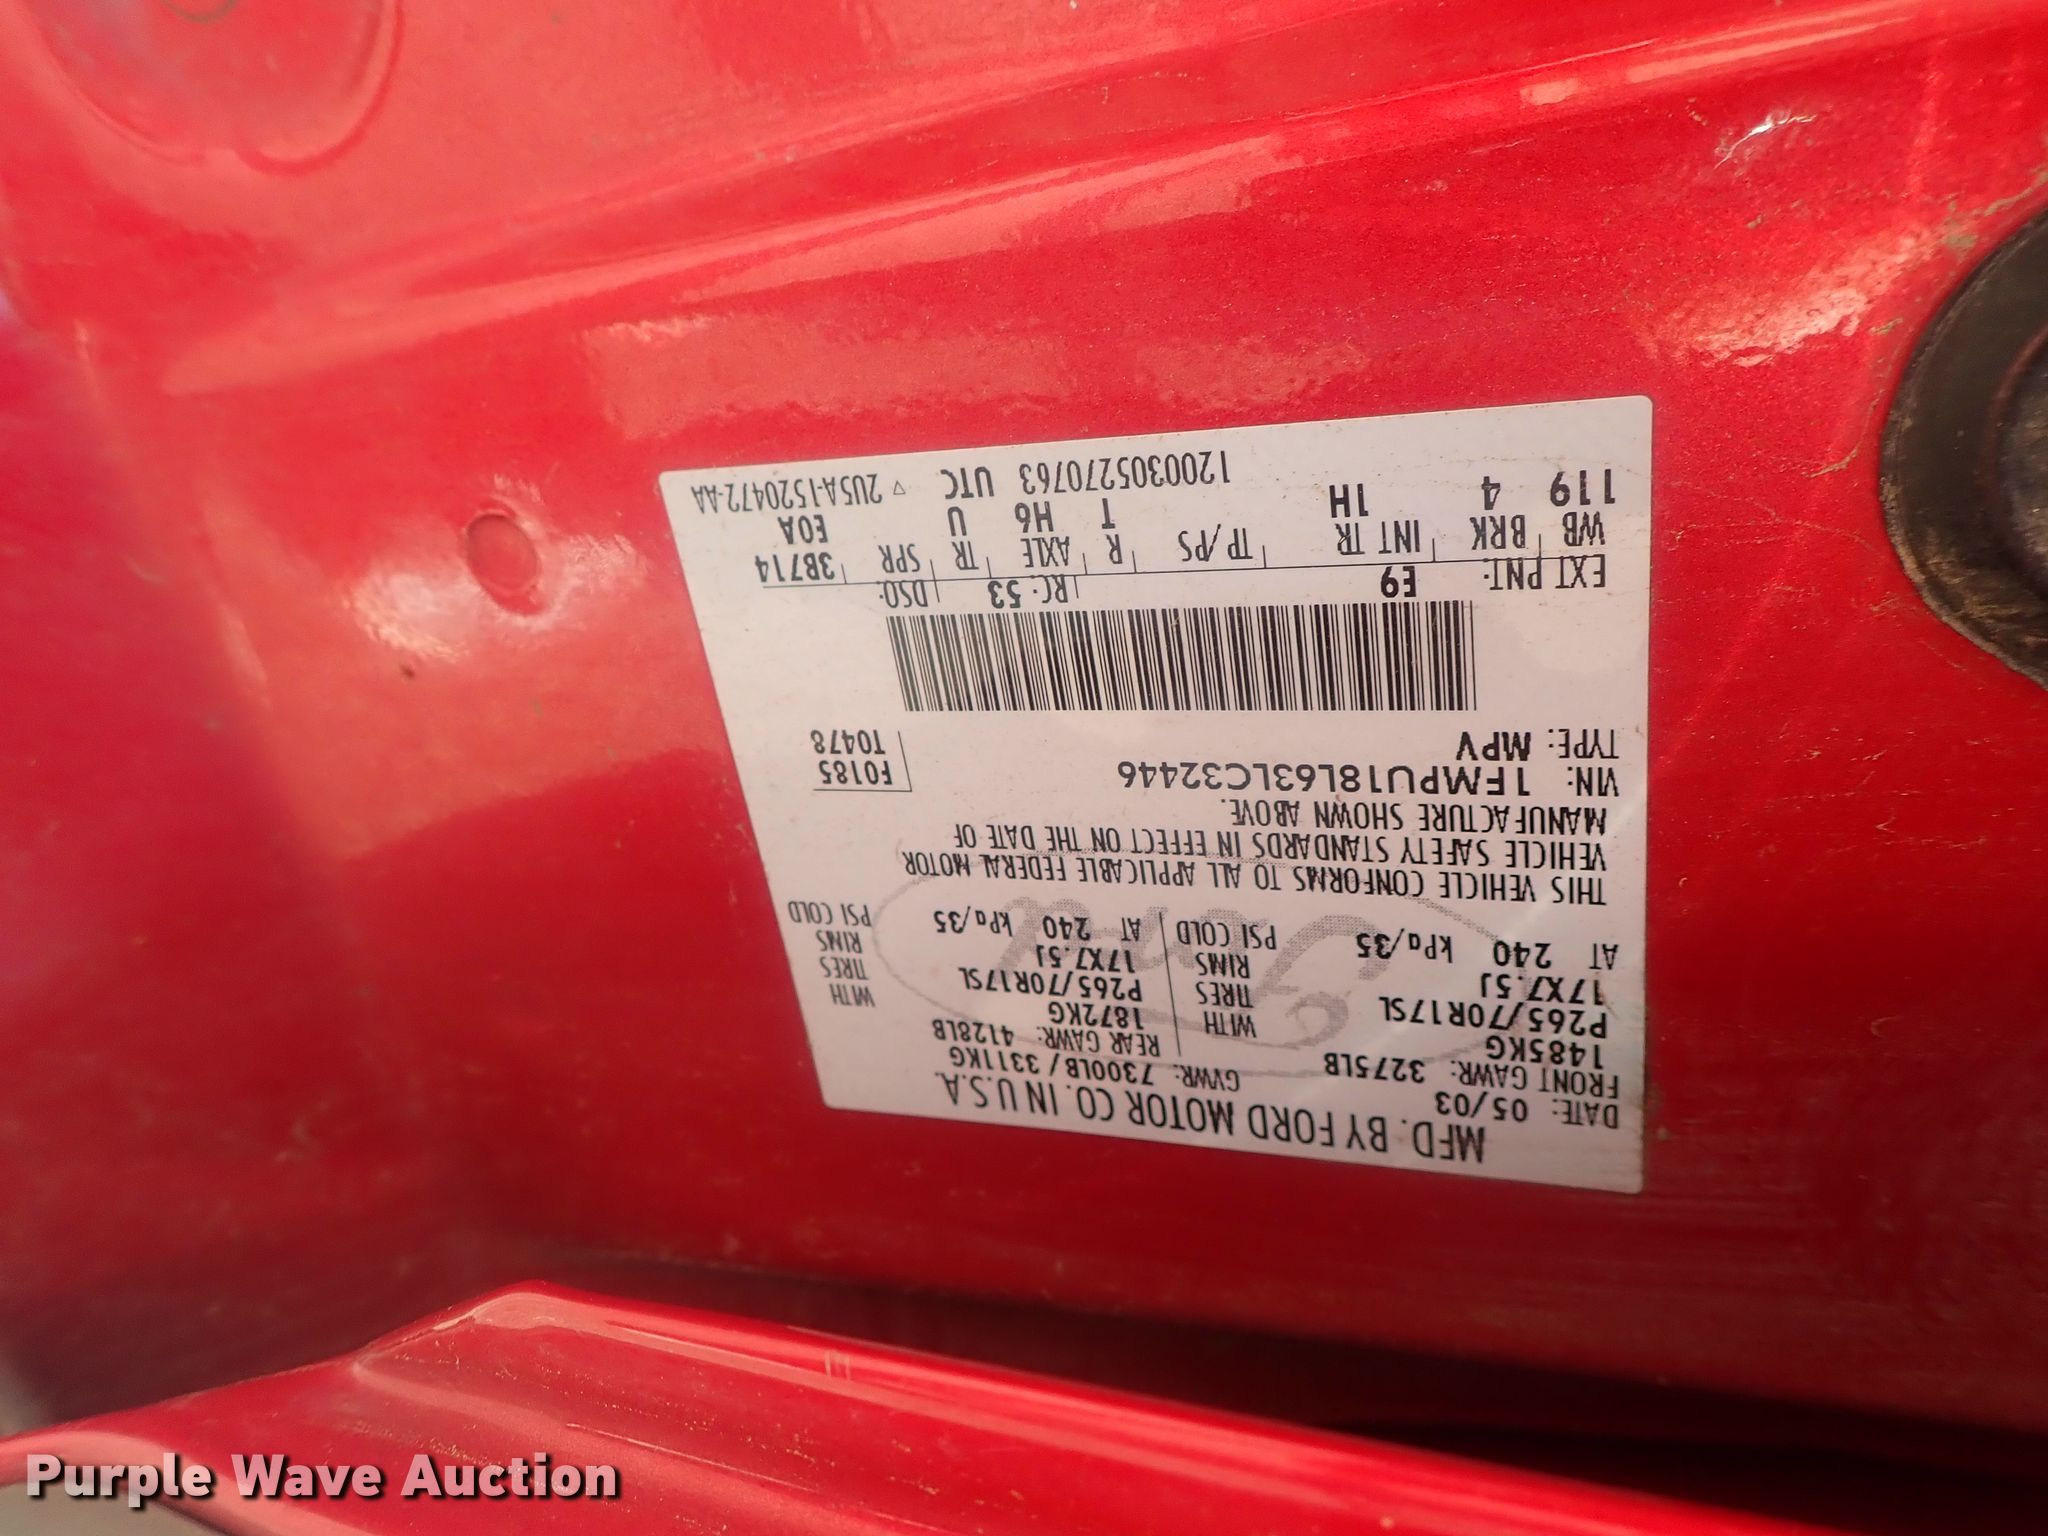 MFD. BY FORD MOTOR CO. IN U.S.A.
DATE: 05/03 GVWR: 7300LB / 3311KG
FRONT GAWR: 3275LB REAR GAWR: 4128LB
1485KG 1872KG
P265/70R17SL WITH TIRES P265/70R17SL WITH TIRES
17X7.5J RIMS 17X7.5J RIMS
AT 240 kPa/35 PSI COLD AT 240 kPa/35 PSI COLD
Ford
THIS VEHICLE CONFORMS TO ALL APPLICABLE FEDERAL MOTOR
VEHICLE SAFETY STANDARDS IN EFFECT ON THE DATE OF
MANUFACTURE SHOWN ABOVE.
VIN: 1FMPU18L63LC32446 F0185
TYPE: MPV T0478
EXT PNT: E9 RC: 53 DSO: 3B714
WB BRK INT TR TP/PS R AXLE TR SPR E0A
119 4 1H T H6 U
1200305270763 UTC ▽ 2U5A-1520472-AA
Purple Wave Auction